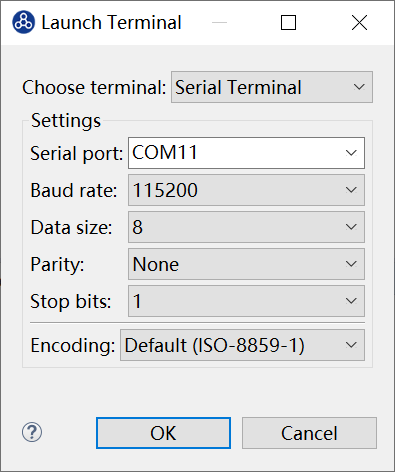 Launch Terminal
Choose terminal: Serial Terminal
Settings
Serial port: COM11
Baud rate: 115200
Data size: 8
Parity: None
Stop bits: 1
Encoding: Default (ISO-8859-1)
? OK Cancel